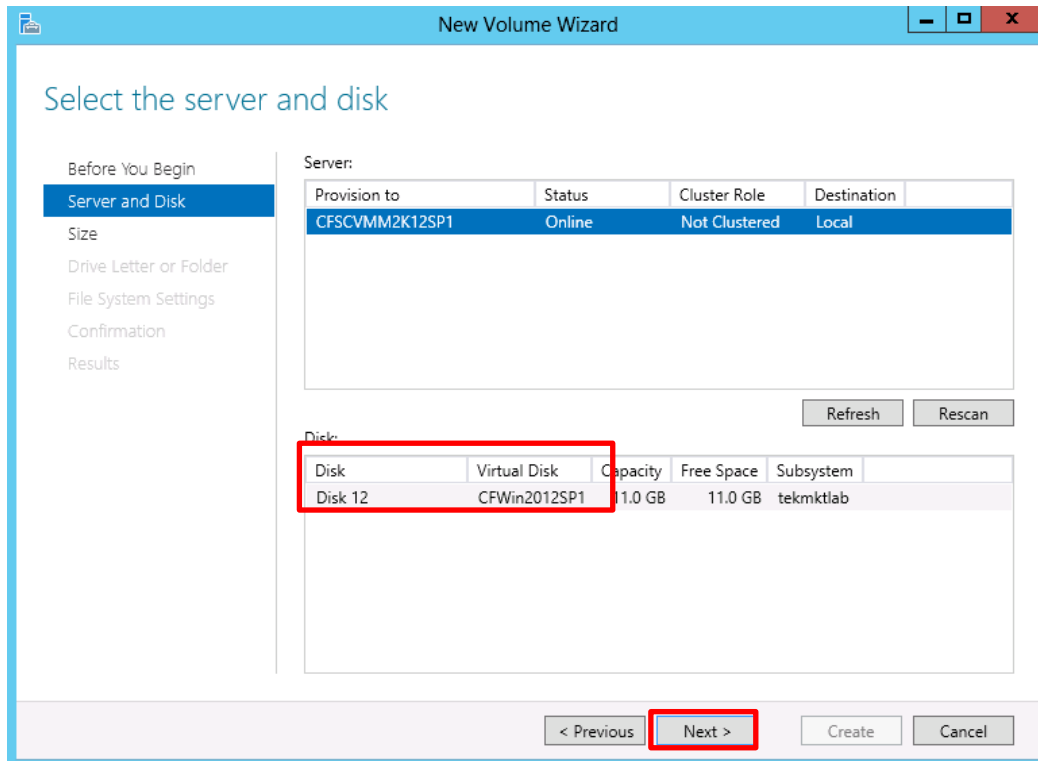 New Volume Wizard
Select the server and disk
Before You Begin
Server and Disk
Size
Drive Letter or Folder
File System Settings
Confirmation
Results
Server:
Provision to Status Cluster Role Destination
CFSCVMM2K12SP1 Online Not Clustered Local
Refresh Rescan
Disk:
Disk Virtual Disk Capacity Free Space Subsystem
Disk 12 CFWin2012SP1 11.0 GB 11.0 GB tekmktlab
< Previous Next > Create Cancel